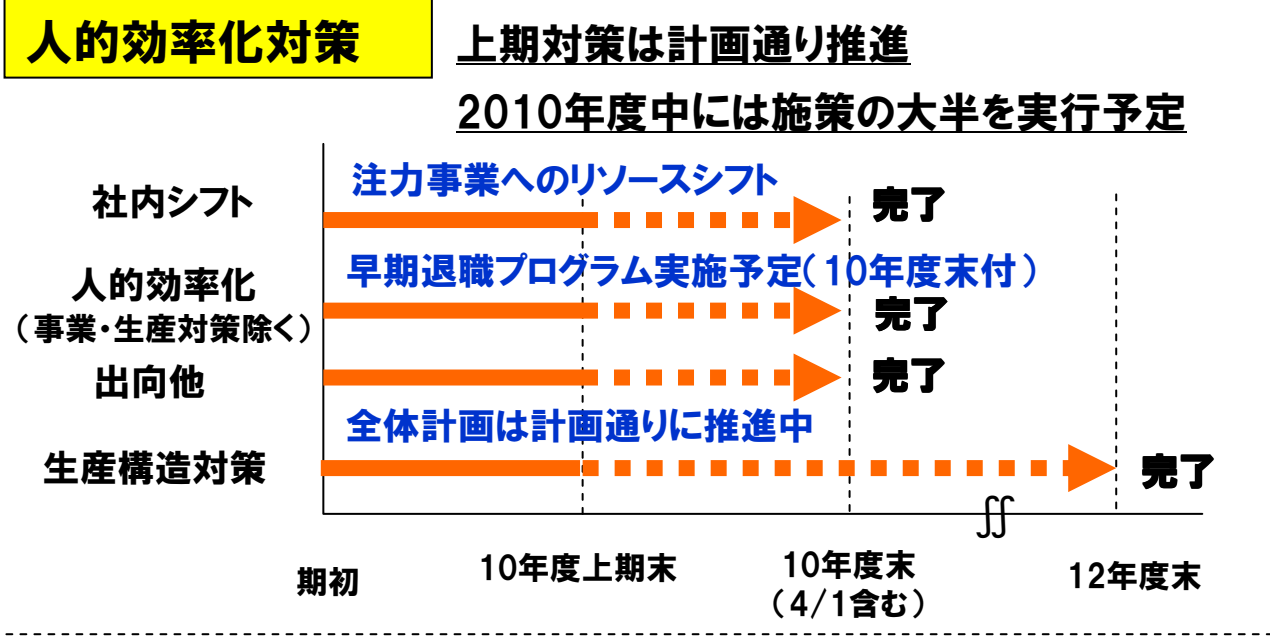 人的効率化対策
上期対策は計画通り推進
2010年度中には施策の大半を実行予定
注力事業へのリソースシフト
社内シフト
完了
早期退職プログラム実施予定(10年度末付)
人的効率化
(事業・生産対策除く)
完了
出向他
完了
全体計画は計画通りに推進中
生産構造対策
完了
期初
10年度上期末
10年度末
(4/1含む)
12年度末